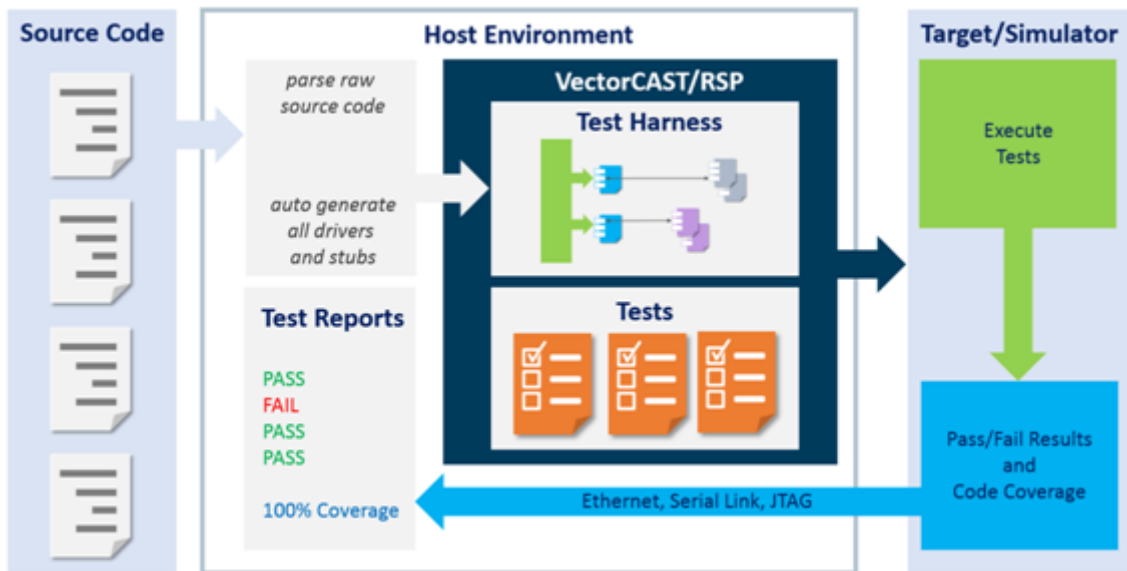 Source Code
Host Environment
parse raw
source code
auto generate
all drivers
and stubs
VectorCAST/RSP
Test Harness
Tests
Target/Simulator
Execute
Tests
Pass/Fail Results
and
Code Coverage
Ethernet, Serial Link, JTAG
Test Reports
PASS
FAIL
PASS
PASS
100% Coverage